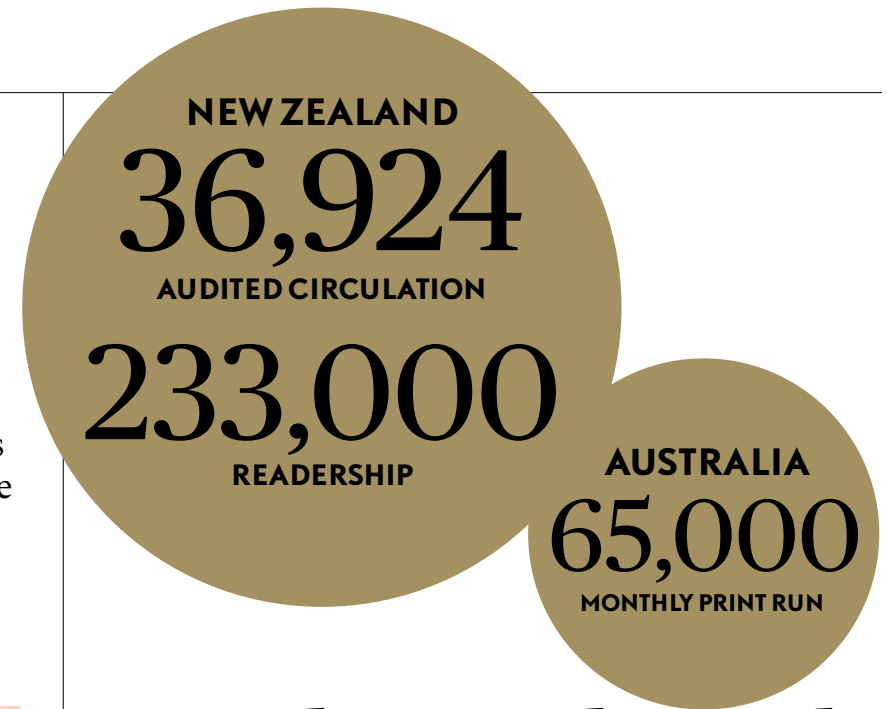 NEW ZEALAND
36,924
AUDITED CIRCULATION
233,000
READERSHIP
s
e
AUSTRALIA
65,000
MONTHLY PRINT RUN